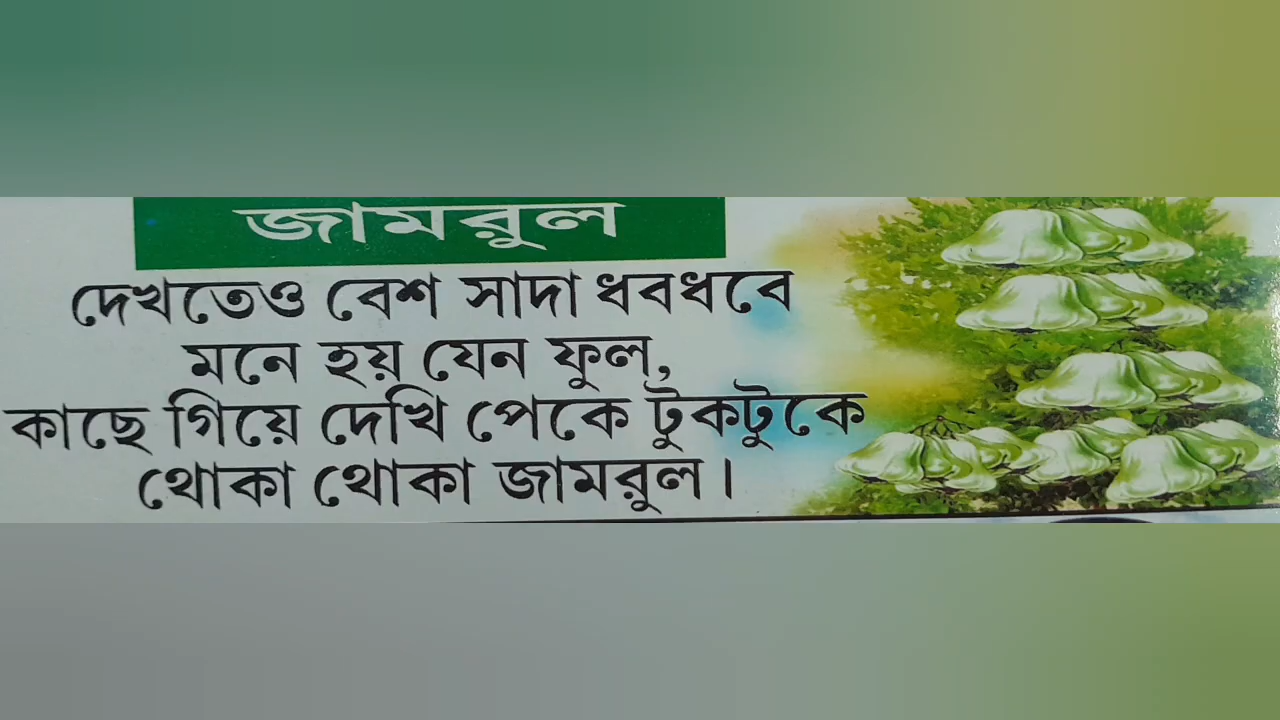 জামরুল
দেখতেও বেশ সাদা ধবধবে
মনে হয় যেন ফুল,
কাছে গিয়ে দেখি পেকে টুকটুকে
থোকা থোকা জামরুল।